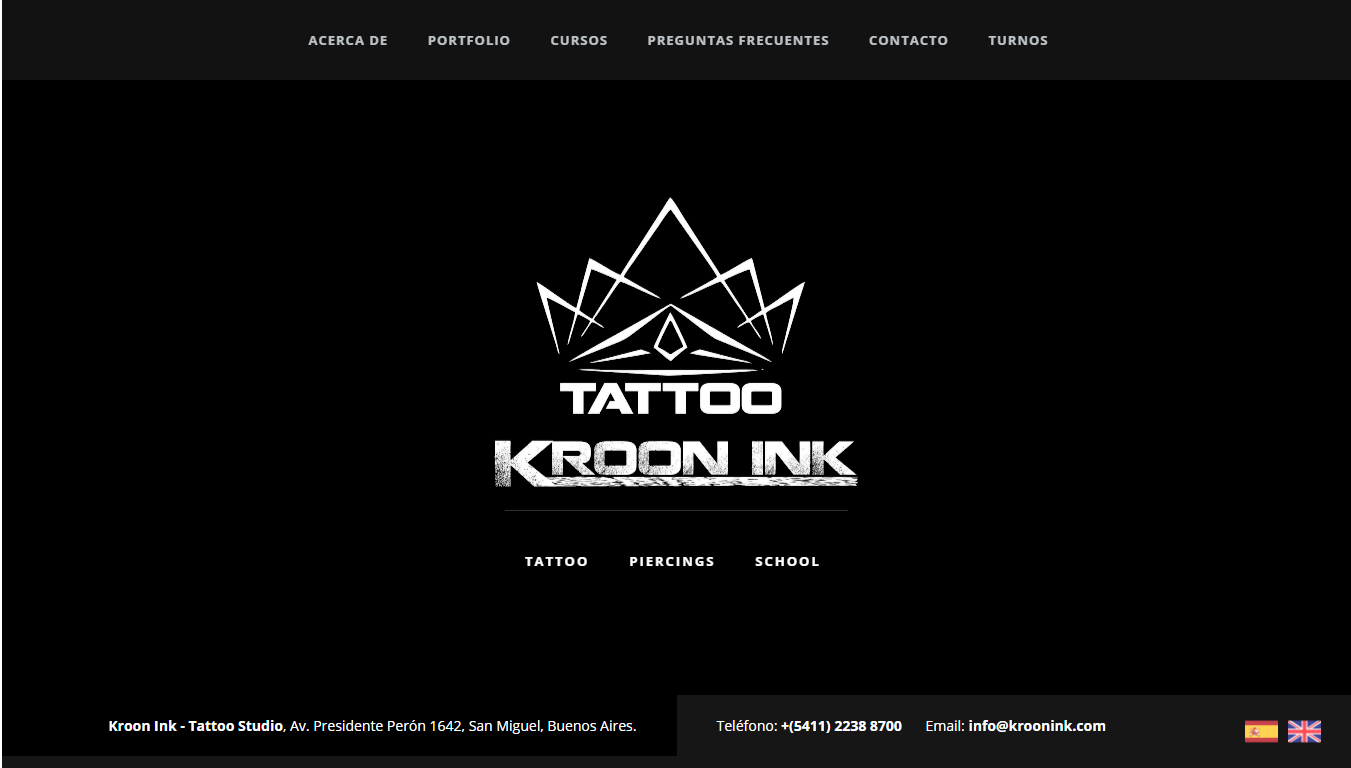 ACERCA DE PORTFOLIO CURSOS PREGUNTAS FRECUENTES CONTACTO TURNOS
TATTOO
KROON INK
TATTOO PIERCINGS SCHOOL
Kroon Ink - Tattoo Studio, Av. Presidente Perón 1642, San Miguel, Buenos Aires. Teléfono: +(5411) 2238 8700 Email: info@kroonink.com